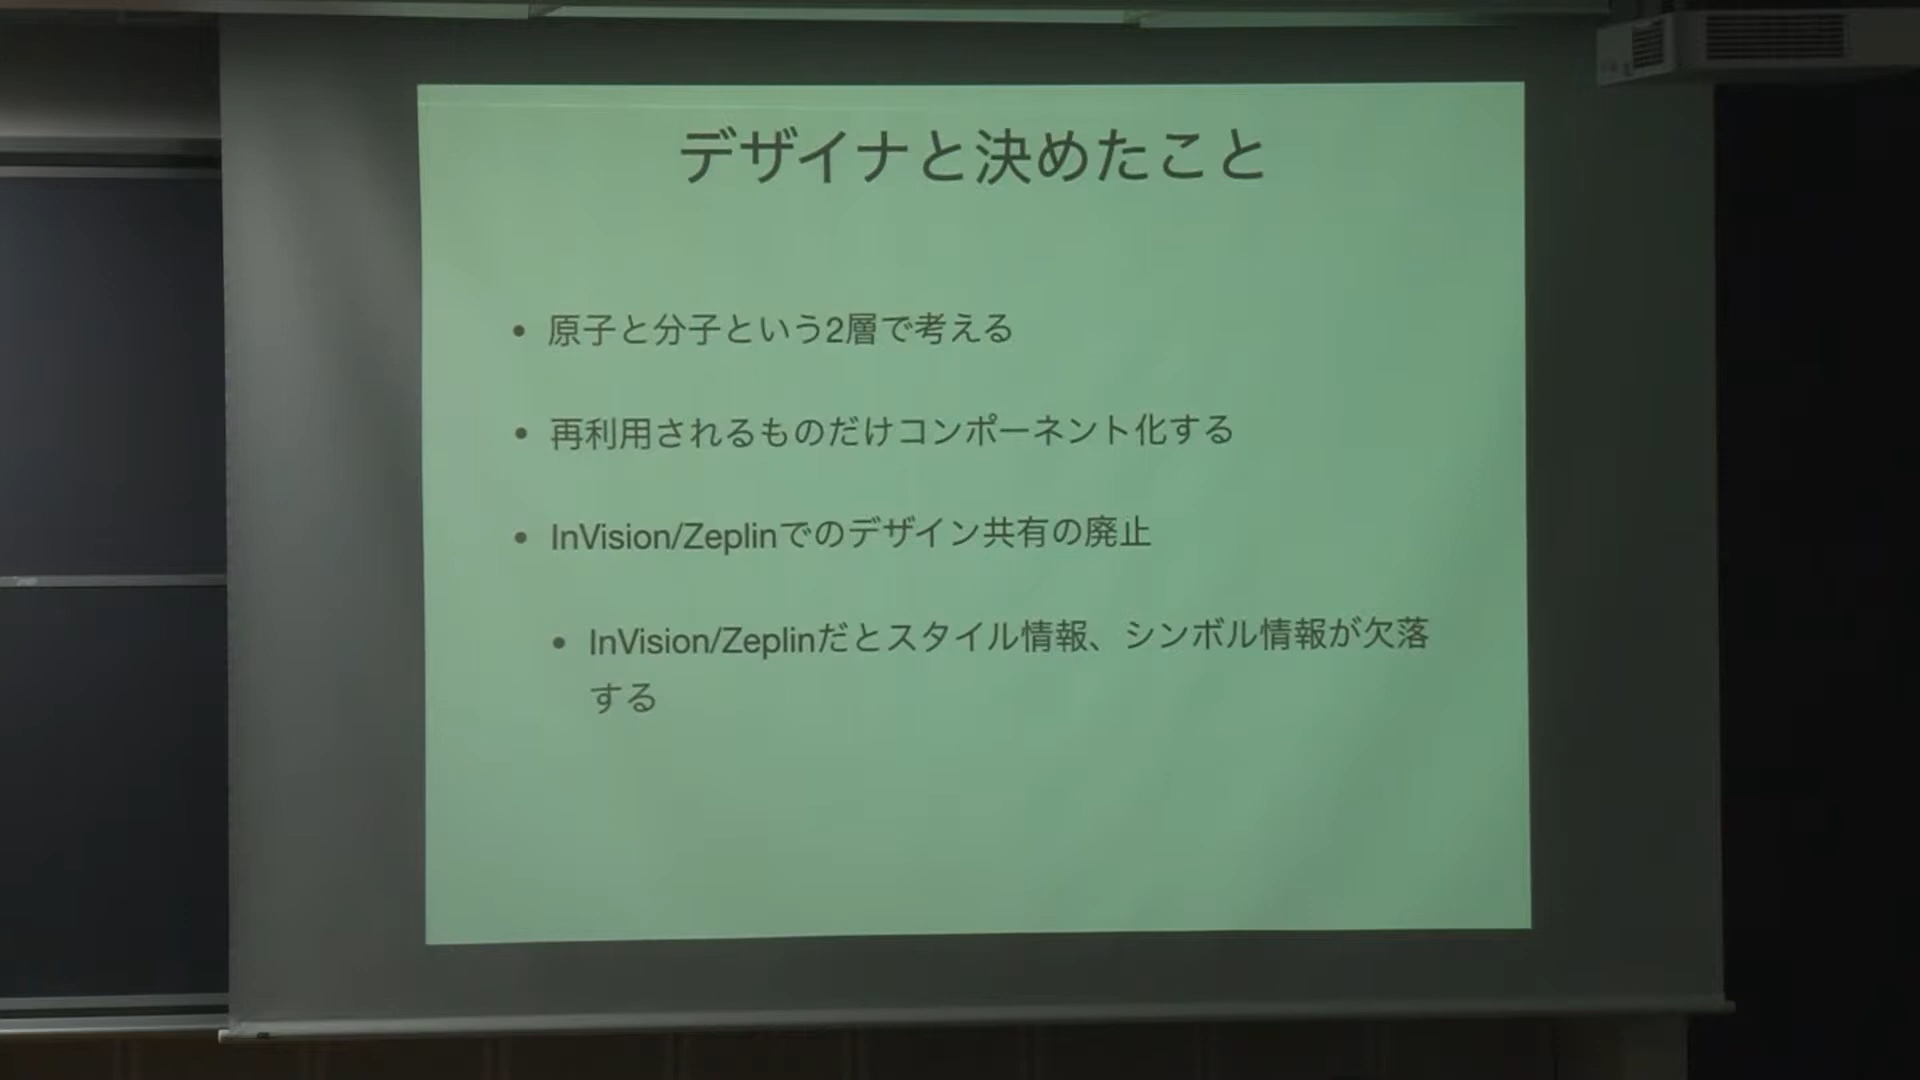 デザイナと決めたこと
• 原子と分子という2層で考える
• 再利用されるものだけコンポーネント化する
• InVision/Zeplinでのデザイン共有の廃止
• InVision/Zeplinだとスタイル情報、シンボル情報が欠落
する